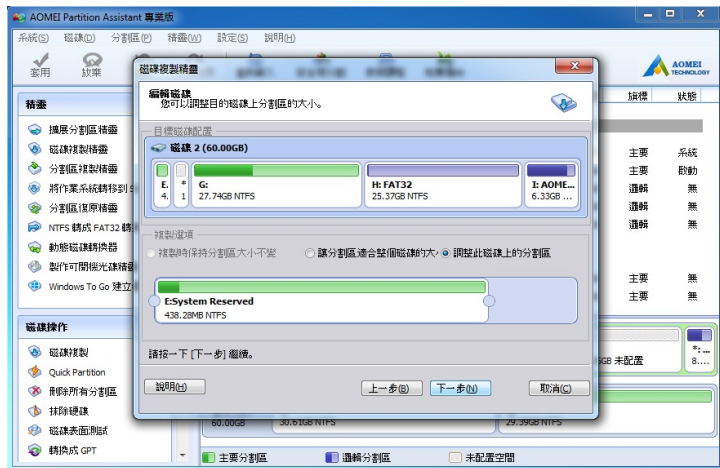 AOMEI Partition Assistant 專業版
系統(S) 磁碟(D) 分割區(P) 精靈(W) 設定(S) 說明(H)
套用 放棄
AOMEI
TECHNOLOGY
精靈
擴展分割區精靈
磁碟複製精靈
分割區複製精靈
將作業系統轉移到 S
分割區復原精靈
NTFS 轉成 FAT32 轉
動態磁碟轉換器
製作可開機光碟精靈
Windows To Go 建立
磁碟操作
磁碟複製
Quick Partition
刪除所有分割區
抹除硬碟
磁碟表面測試
轉換成 GPT
磁碟複製精靈
編輯磁碟
您可以調整目的磁碟上分割區的大小。
目標磁碟配置
磁碟 2 (60.00GB)
E. * G: H: FAT32 I: AOME...
4. 1 27.74GB NTFS 25.37GB NTFS 6.33GB ...
複製選項
複製時保持分割區大小不變 讓分割區適合整個磁碟的大 調整此磁碟上的分割區
E:System Reserved
438.28MB NTFS
請按一下 [下一步] 繼續。
說明(H) 上一步(B) 下一步(N) 取消(C)
旗標 狀態
主要 系統
主要 啟動
邏輯 無
邏輯 無
邏輯 無
主要 無
主要 無
GB 未配置
*:...
8....
60.00GB 30.61GB NTFS 29.39GB NTFS
主要分割區 邏輯分割區 未配置空間